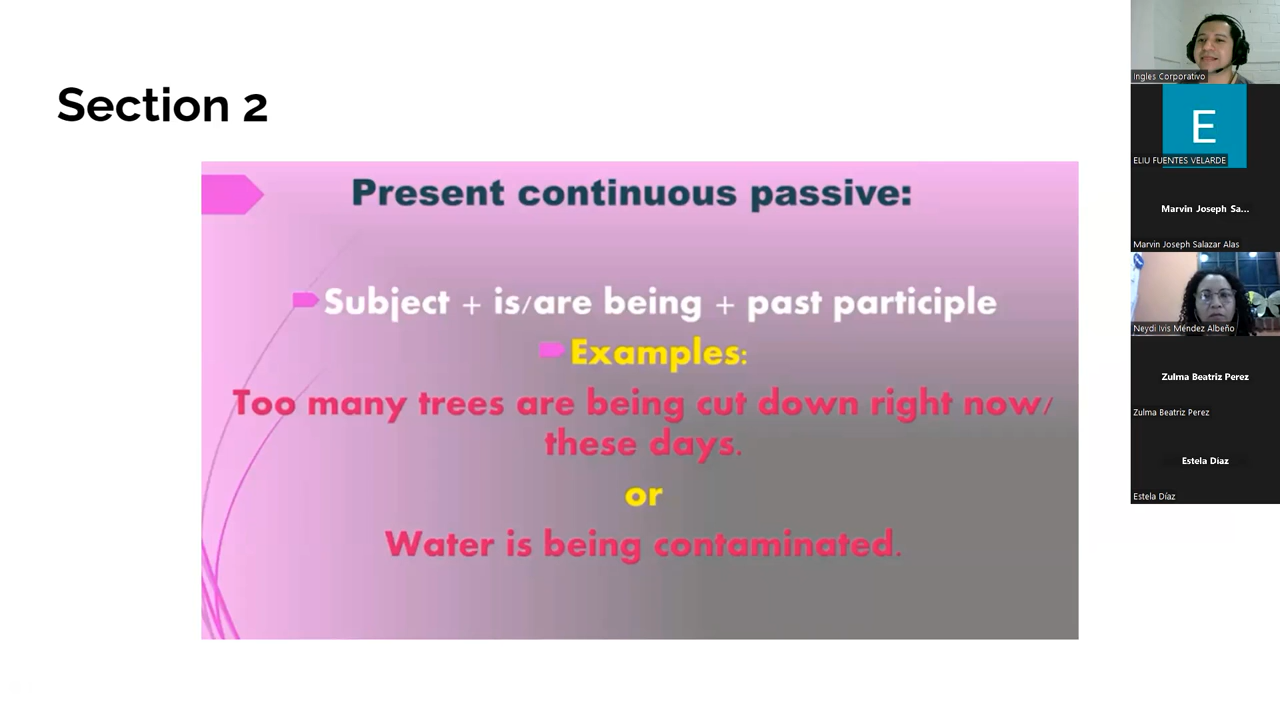 Section 2
Present continuous passive:
Subject + is/are being + past participle
Examples:
Too many trees are being cut down right now/
these days.
or
Water is being contaminated.
Ingles Corporativo
E
ELIU FUENTES VELARDE
Marvin Joseph Sa...
Marvin Joseph Salazar Alas
Neydi Ivis Méndez Albeño
Zulma Beatriz Perez
Zulma Beatriz Perez
Estela Díaz
Estela Díaz